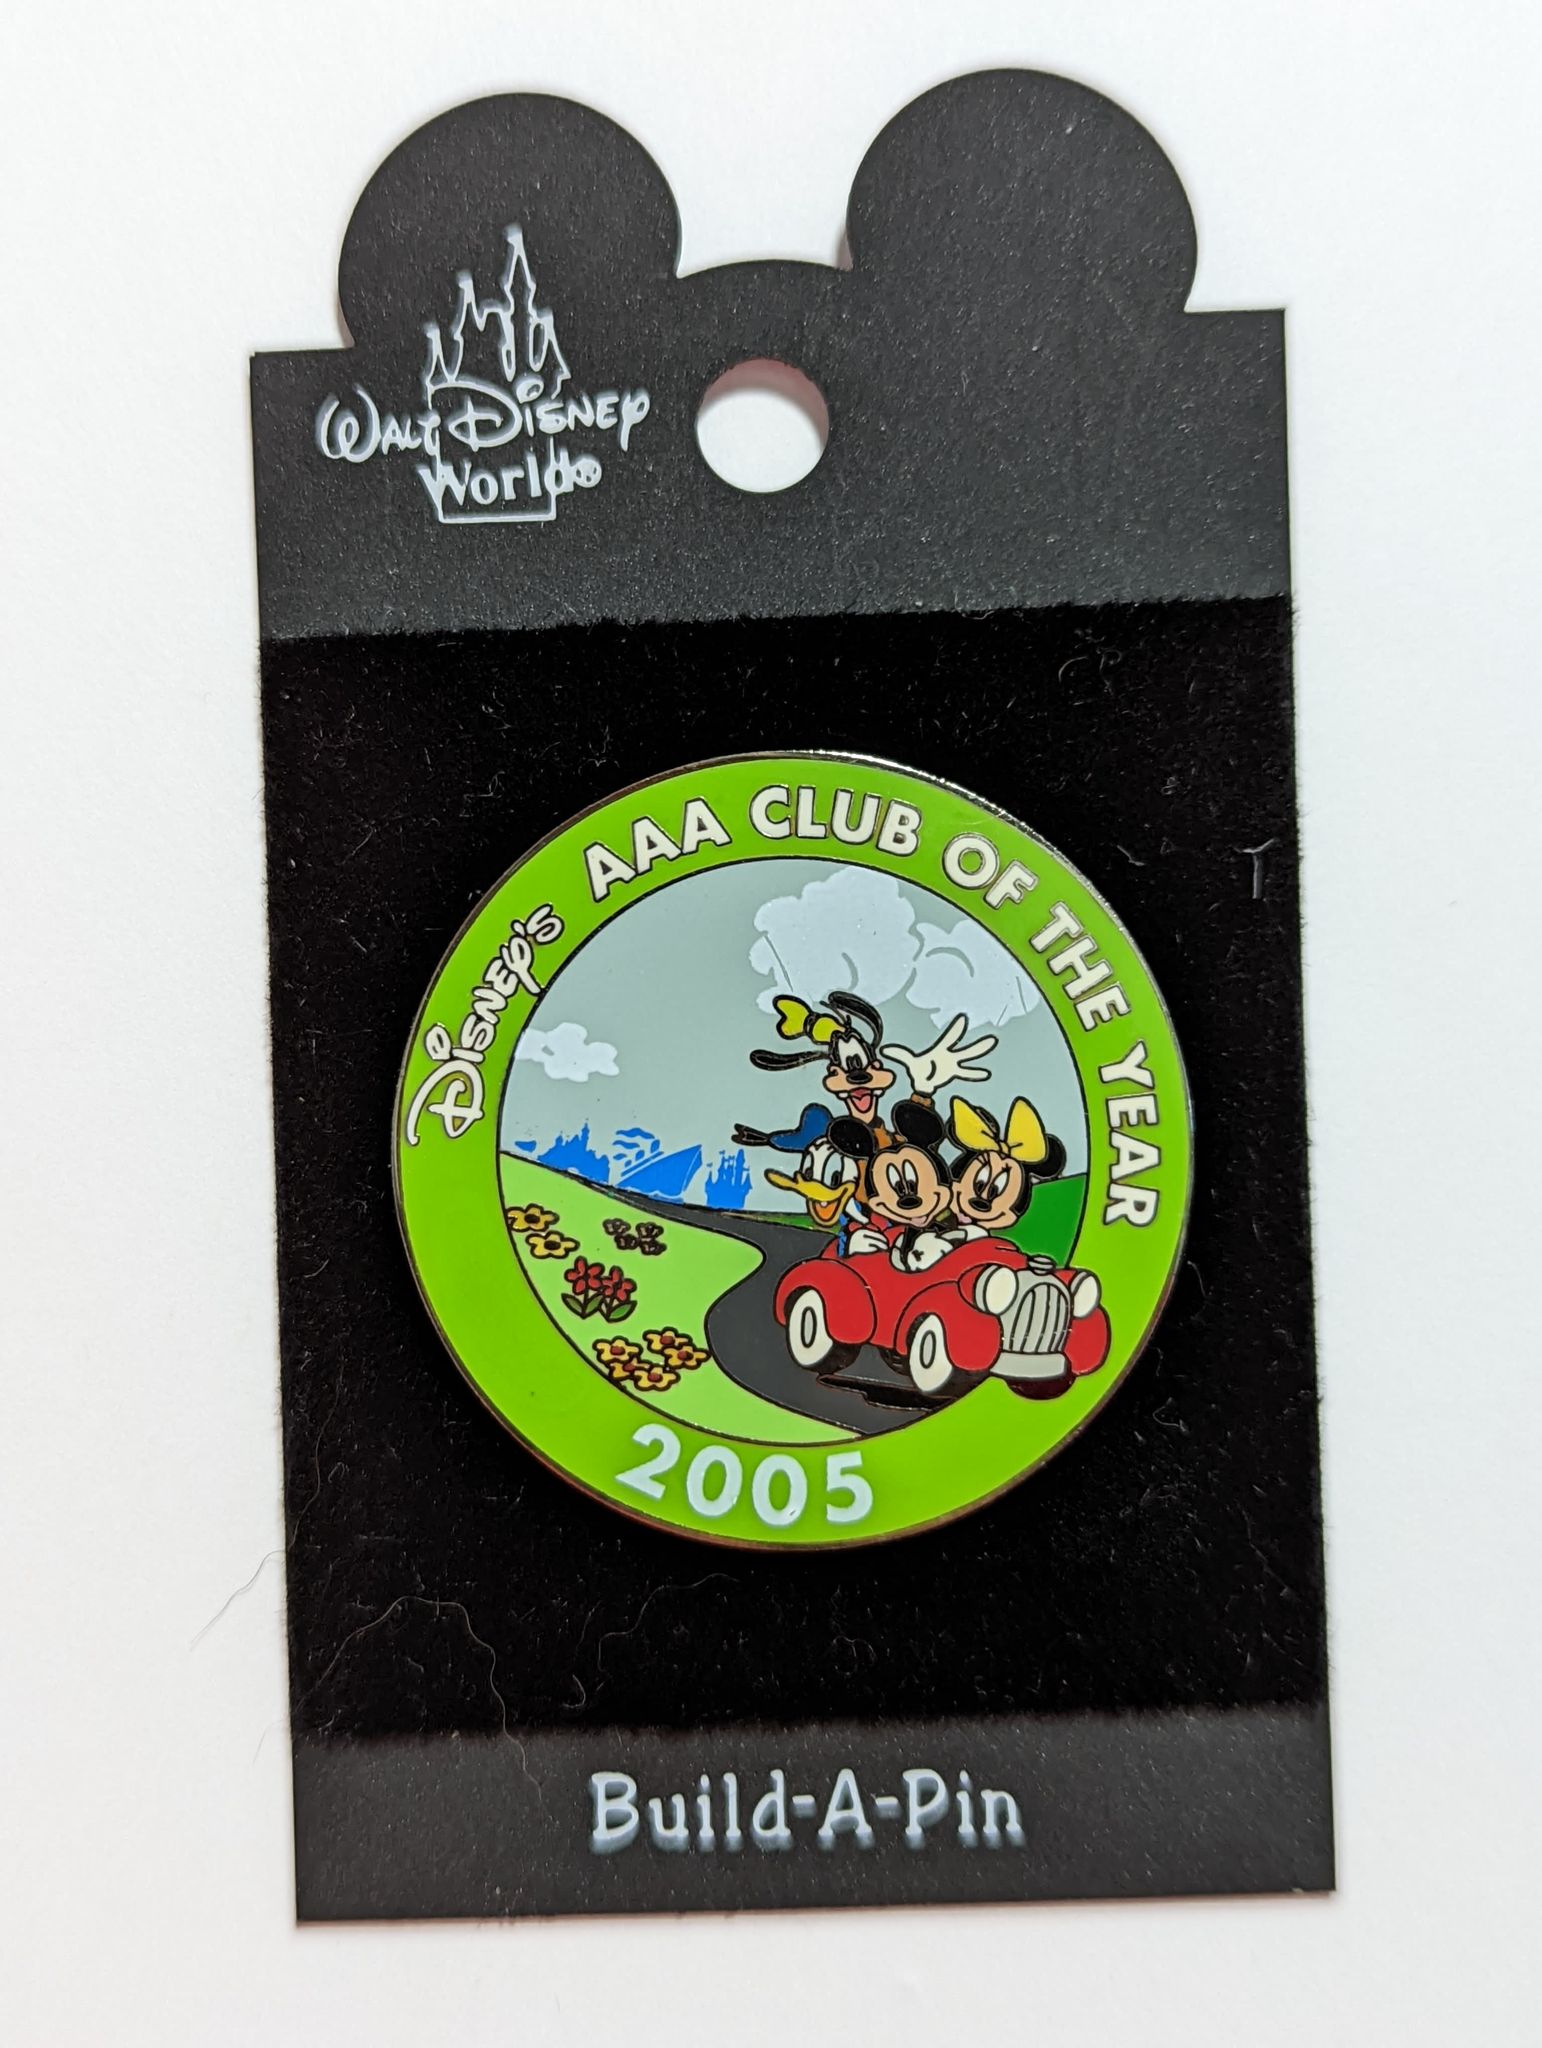 Walt Disney
World®
Disney's AAA CLUB OF THE YEAR
2005
Build-A-Pin